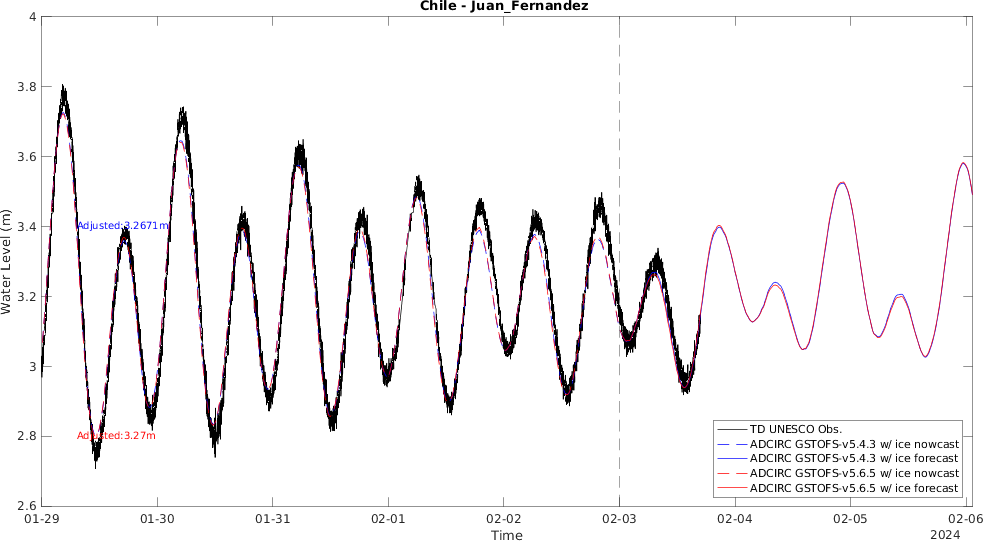 Chile - Juan_Fernandez
4
3.8
3.6
3.4
3.2
3
2.8
2.6
Water Level (m)
Adjusted:3.2671m
Adjusted:3.27m
TD UNESCO Obs.
ADCIRC GSTOFS-v5.4.3 w/ ice nowcast
ADCIRC GSTOFS-v5.4.3 w/ ice forecast
ADCIRC GSTOFS-v5.6.5 w/ ice nowcast
ADCIRC GSTOFS-v5.6.5 w/ ice forecast
01-29 01-30 01-31 02-01 02-02 02-03 02-04 02-05 02-06
Time
2024